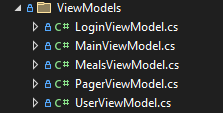 ViewModels
C# LoginViewModel.cs
C# MainViewModel.cs
C# MealsViewModel.cs
C# PagerViewModel.cs
C# UserViewModel.cs